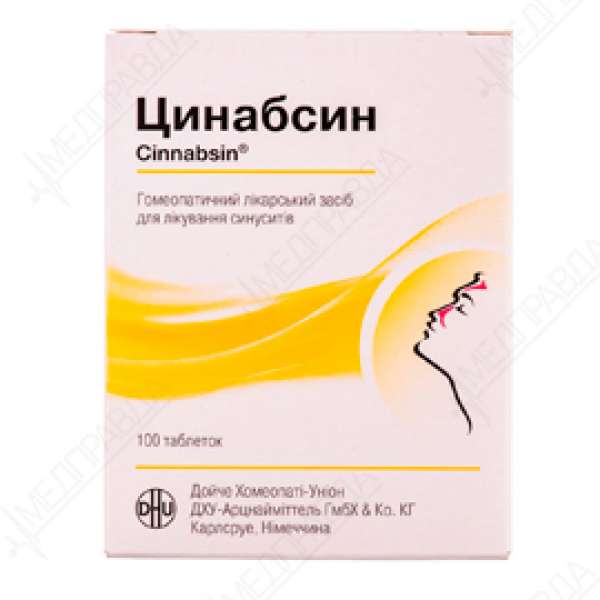 Цинабсин
Cinnabsin®
Гомеопатичний лікарський засіб
для лікування синуситів
100 таблеток
DHU
Дойче Хомеопаті-Уніон
ДХУ-Арцнайміттель ГмбХ & Ко. КГ
Карлсруе, Німеччина
МЕДПРАВДА